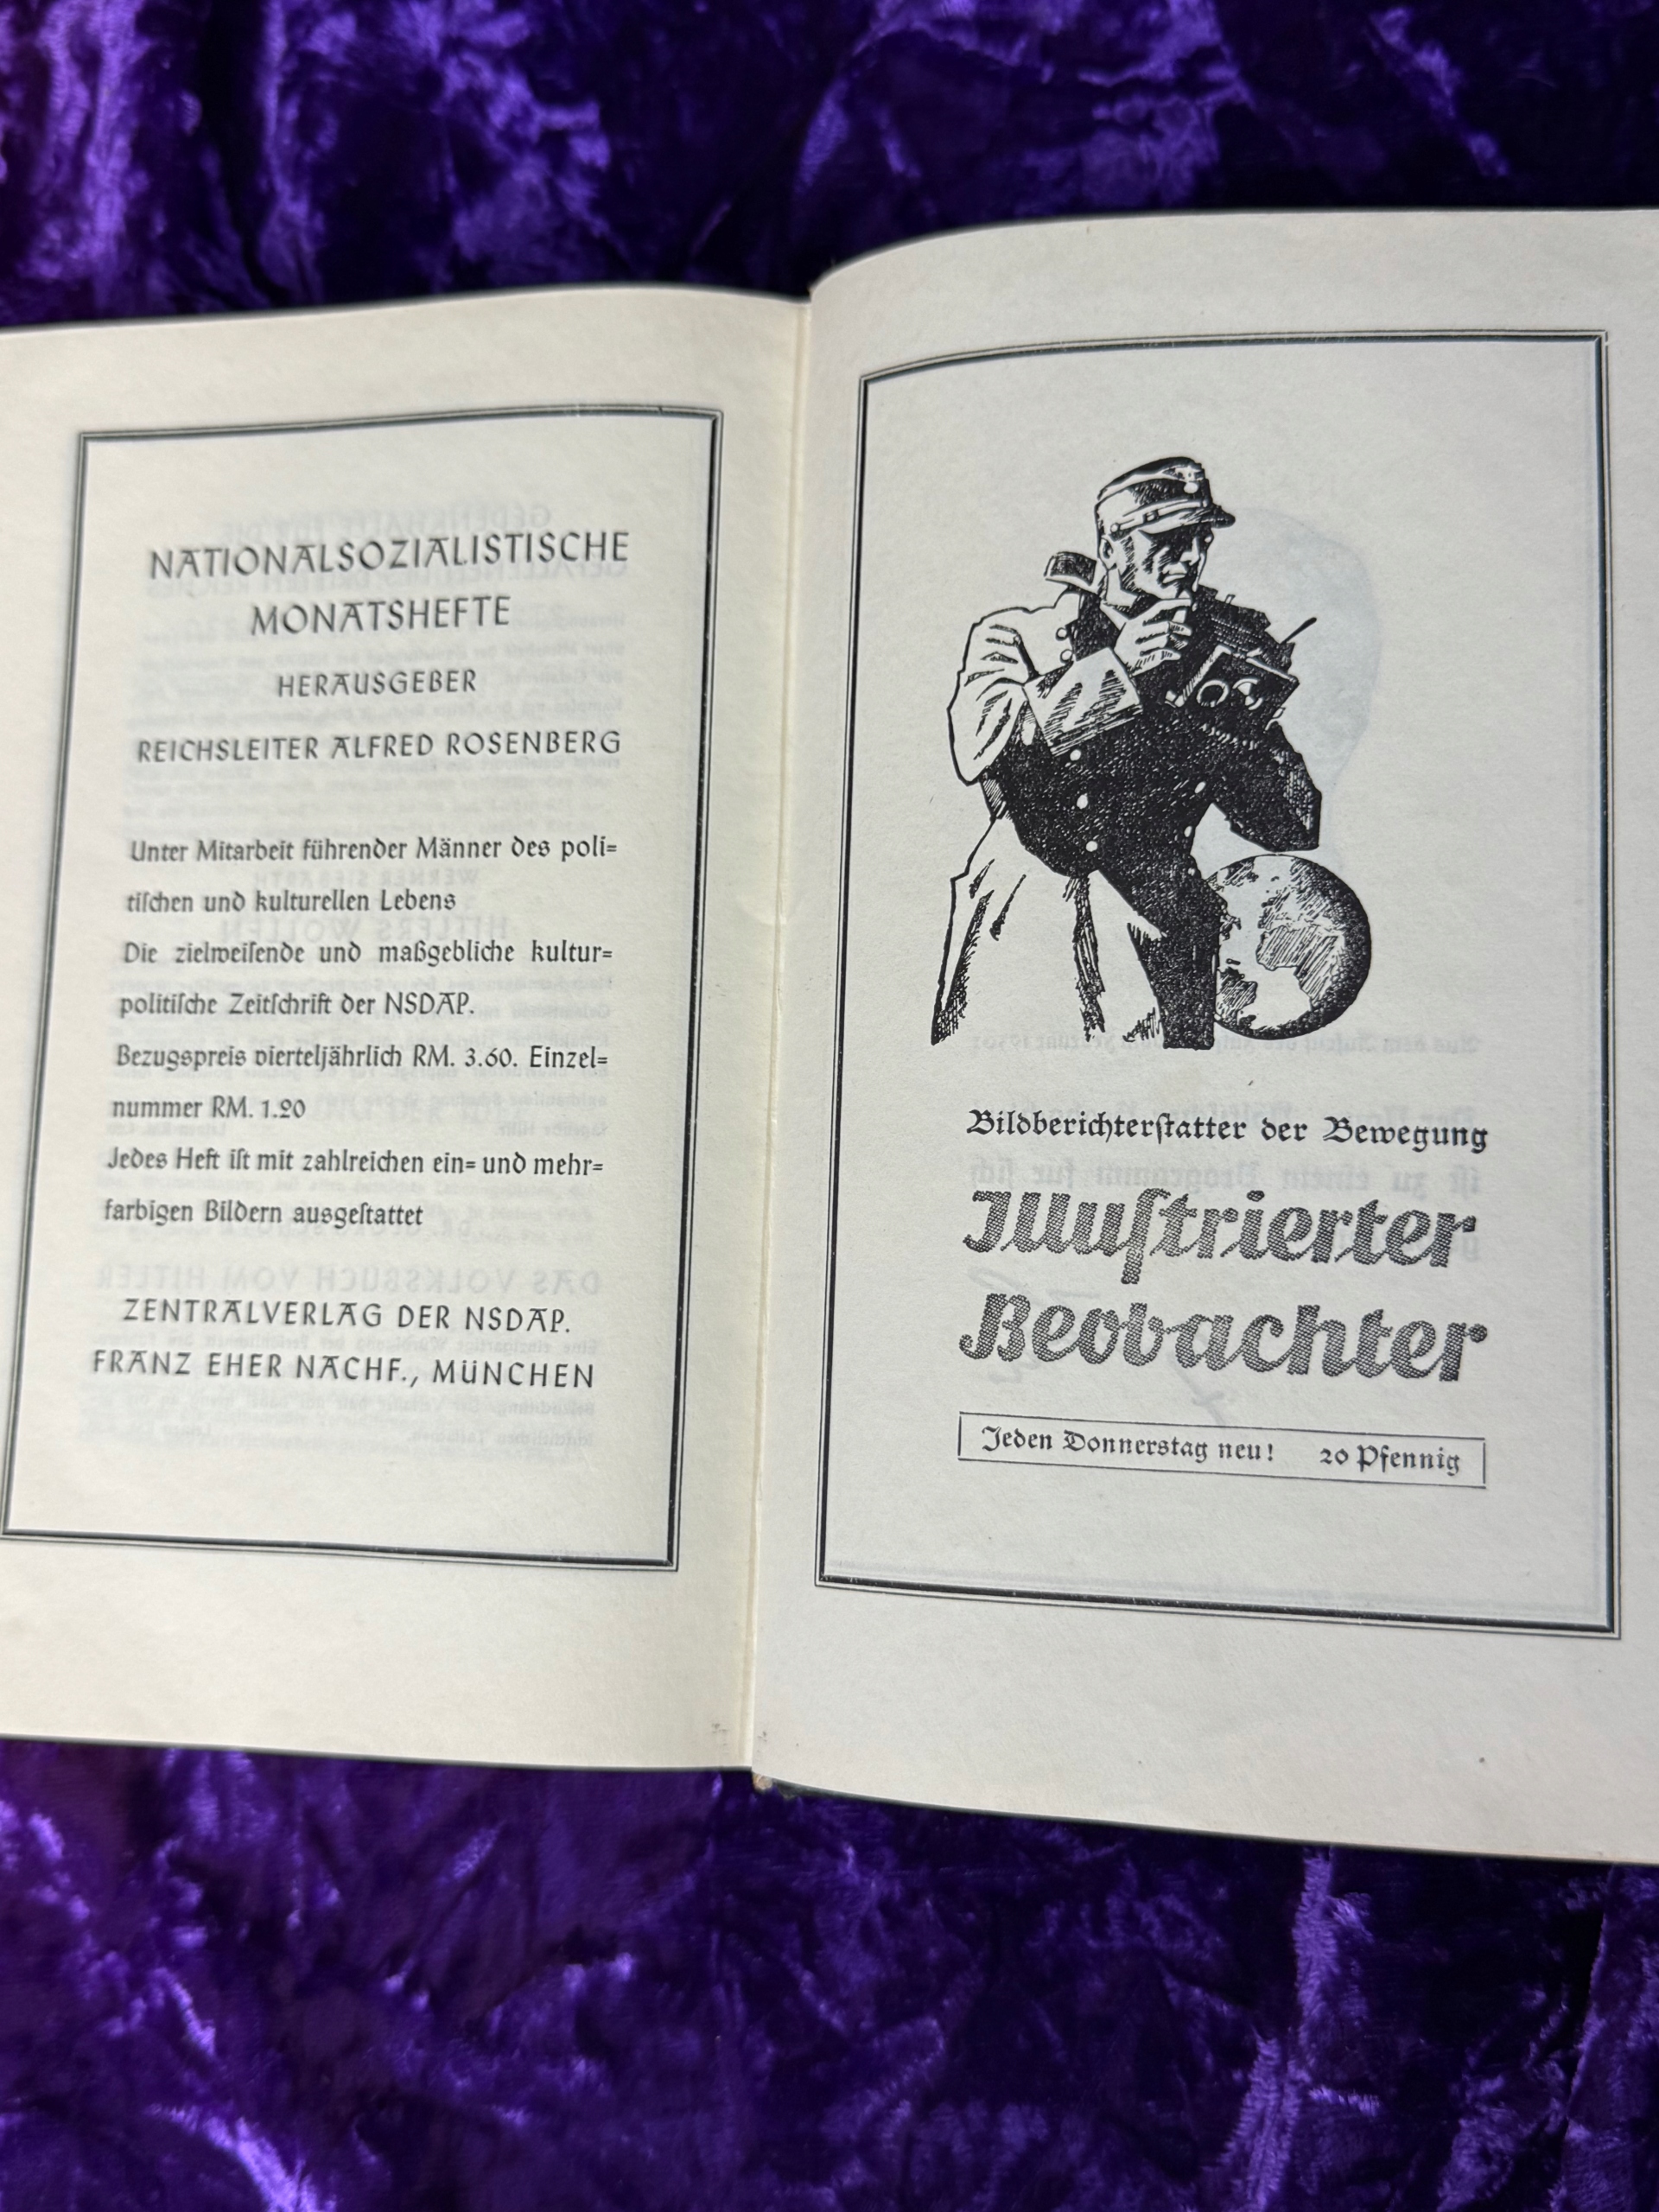 NATIONALSOZIALISTISCHE
MONATSHEFTE
HERAUSGEBER
REICHSLEITER ALFRED ROSENBERG
Unter Mitarbeit führender Männer des poli=
tiſchen und kulturellen Lebens
Die zielweiſende und maßgebliche kultur=
politiſche Zeitſchrift der NSDAP.
Bezugspreis vierteljährlich RM. 3.60. Einzel=
nummer RM. 1.20
Jedes Heft iſt mit zahlreichen ein= und mehr=
farbigen Bildern ausgeſtattet
ZENTRALVERLAG DER NSDAP.
FRANZ EHER NACHF., MÜNCHEN
Bildberichterſtatter der Bewegung
Illuſtrierter
Beobachter
Jeden Donnerstag neu! 20 Pfennig